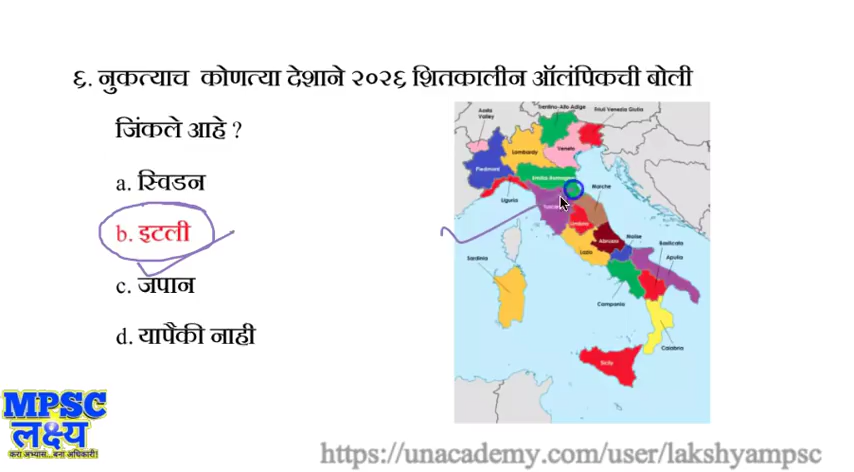 ६. नुकत्याच कोणत्या देशाने २०२६ शितकालीन ऑलंपिकची बोली
जिंकले आहे ?
a. स्विडन
b. इटली
c. जपान
d. यापैकी नाही
Trentino-Alto Adige
Friuli Venezia Giulia
Aosta
Valley
Lombardy
Veneto
Piedmont
Emilia Romagna
Liguria
Marche
Tuscany
Umbria
Abruzzo
Molise
Lazio
Basilicata
Apulia
Sardinia
Campania
Calabria
Sicily
MPSC
लक्ष्य
करा अभ्यास...बना अधिकारी!
https://unacademy.com/user/lakshyampsc